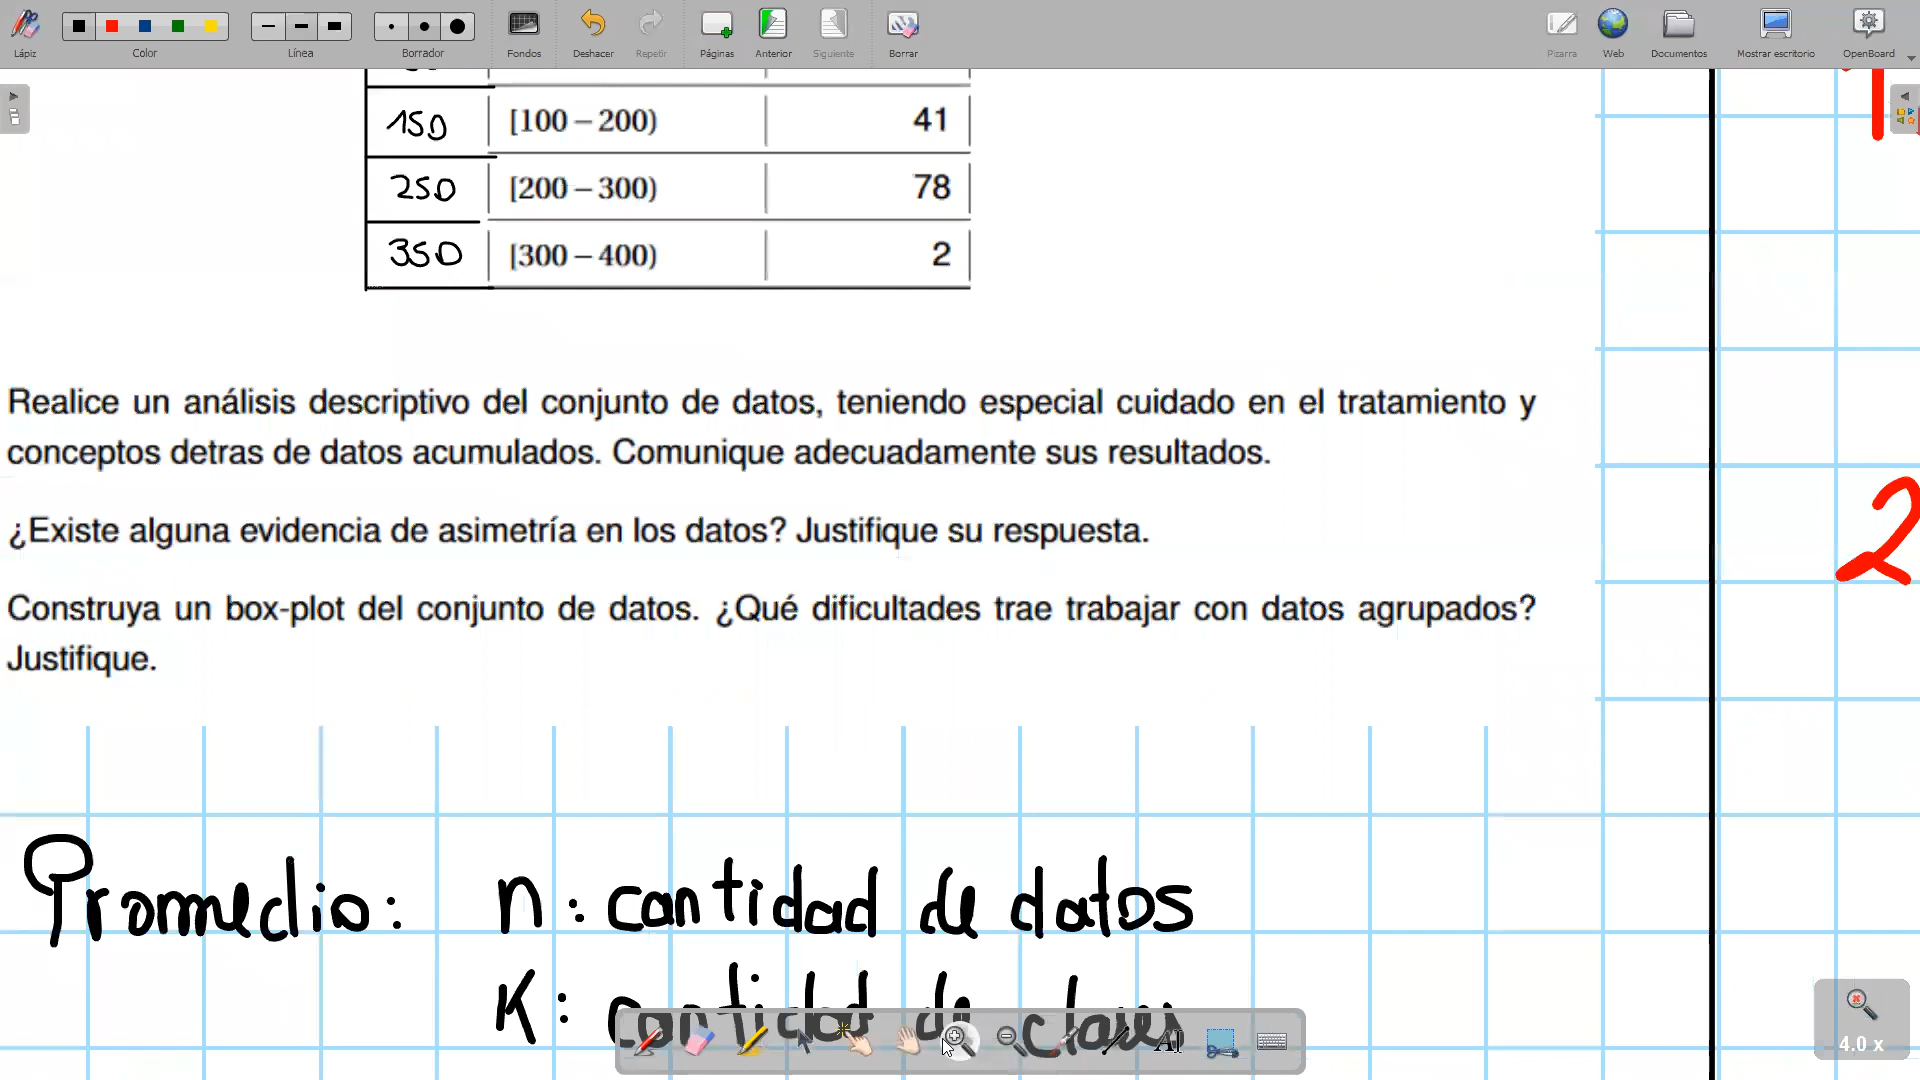 Lápiz
Color
Línea
Borrador
Fondos
Deshacer
Repetir
Páginas
Anterior
Siguiente
Borrar
Pizarra
Web
Documentos
Mostrar escritorio
OpenBoard
150 [100 – 200) 41
250 [200 – 300) 78
350 [300 – 400) 2
Realice un análisis descriptivo del conjunto de datos, teniendo especial cuidado en el tratamiento y
conceptos detras de datos acumulados. Comunique adecuadamente sus resultados.
¿Existe alguna evidencia de asimetría en los datos? Justifique su respuesta.
2
Construya un box-plot del conjunto de datos. ¿Qué dificultades trae trabajar con datos agrupados?
Justifique.
Promedio: n: cantidad de datos
K: cantidad de clases
AI
4.0 x